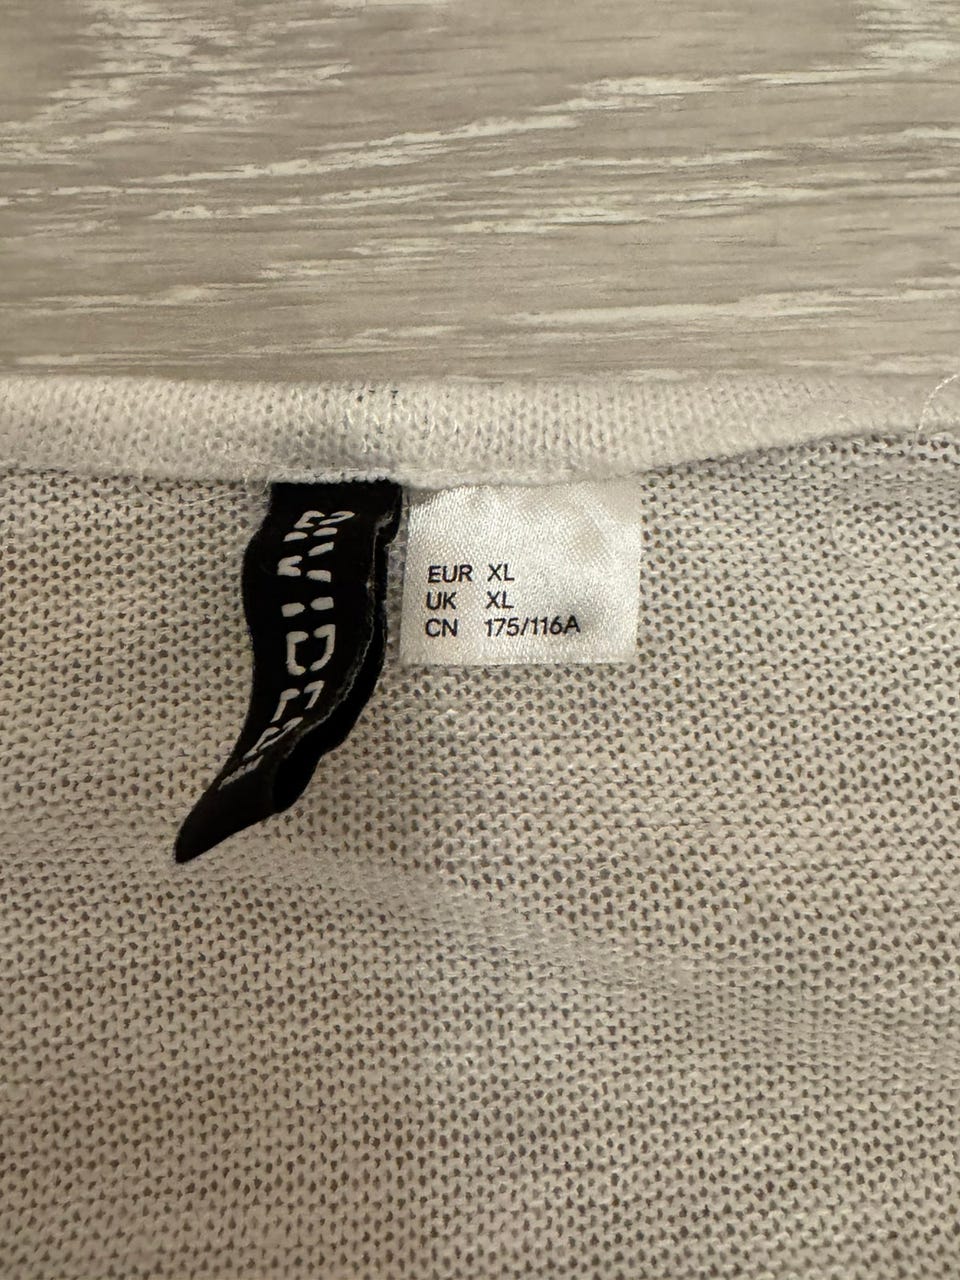 EUR XL
UK XL
CN 175/116A